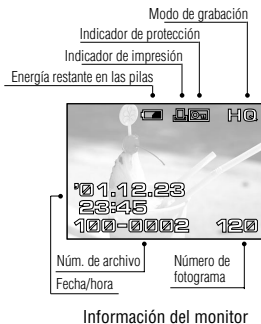 Modo de grabación
Indicador de protección
Indicador de impresión
Energía restante en las pilas
HQ
'01.12.23
23:45
100-0002 120
Núm. de archivo
Número de fotograma
Fecha/hora
Información del monitor